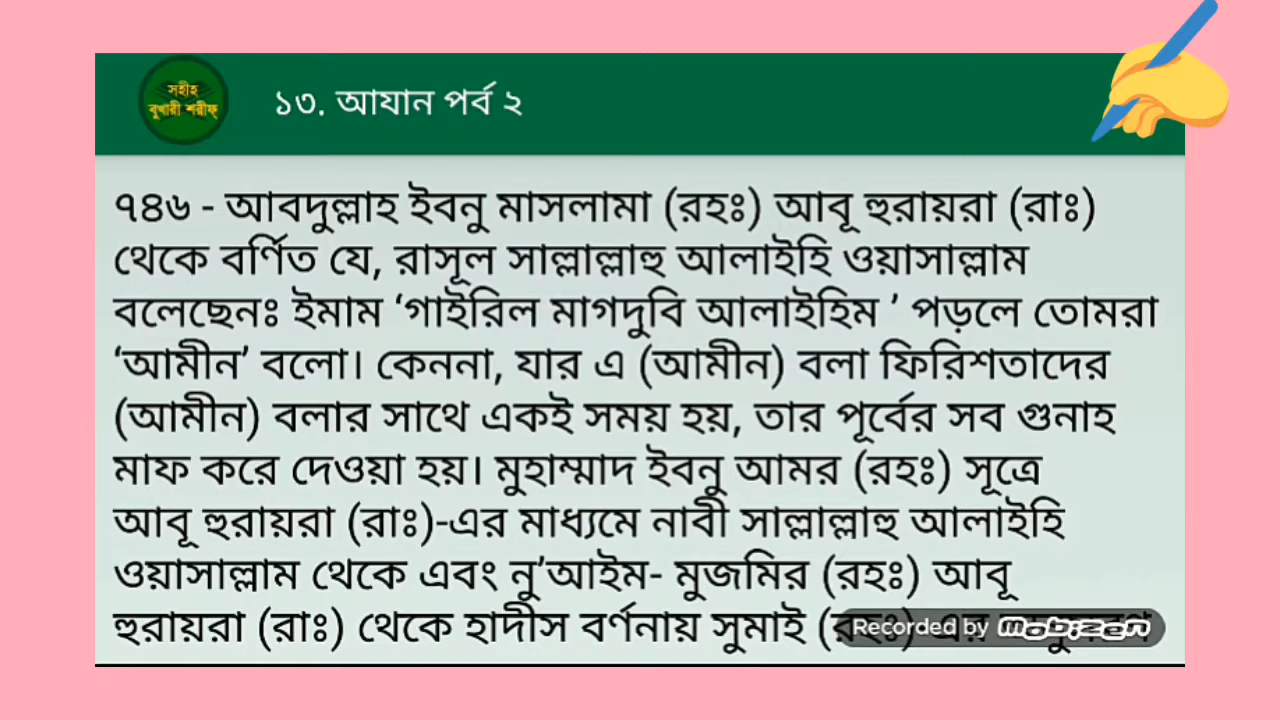 সহীহ
বুখারী শরীফ
১৩. আযান পর্ব ২
৭৪৬ - আবদুল্লাহ ইবনু মাসলামা (রহঃ) আবূ হুরায়রা (রাঃ)
থেকে বর্ণিত যে, রাসূল সাল্লাল্লাহু আলাইহি ওয়াসাল্লাম
বলেছেনঃ ইমাম ‘গাইরিল মাগদুবি আলাইহিম ’ পড়লে তোমরা
‘আমীন’ বলো। কেননা, যার এ (আমীন) বলা ফিরিশতাদের
(আমীন) বলার সাথে একই সময় হয়, তার পূর্বের সব গুনাহ
মাফ করে দেওয়া হয়। মুহাম্মাদ ইবনু আমর (রহঃ) সূত্রে
আবূ হুরায়রা (রাঃ)-এর মাধ্যমে নাবী সাল্লাল্লাহু আলাইহি
ওয়াসাল্লাম থেকে এবং নু’আইম- মুজমির (রহঃ) আবূ
হুরায়রা (রাঃ) থেকে হাদীস বর্ণনায় সুমাই (রহঃ) এর
Recorded by mobizen